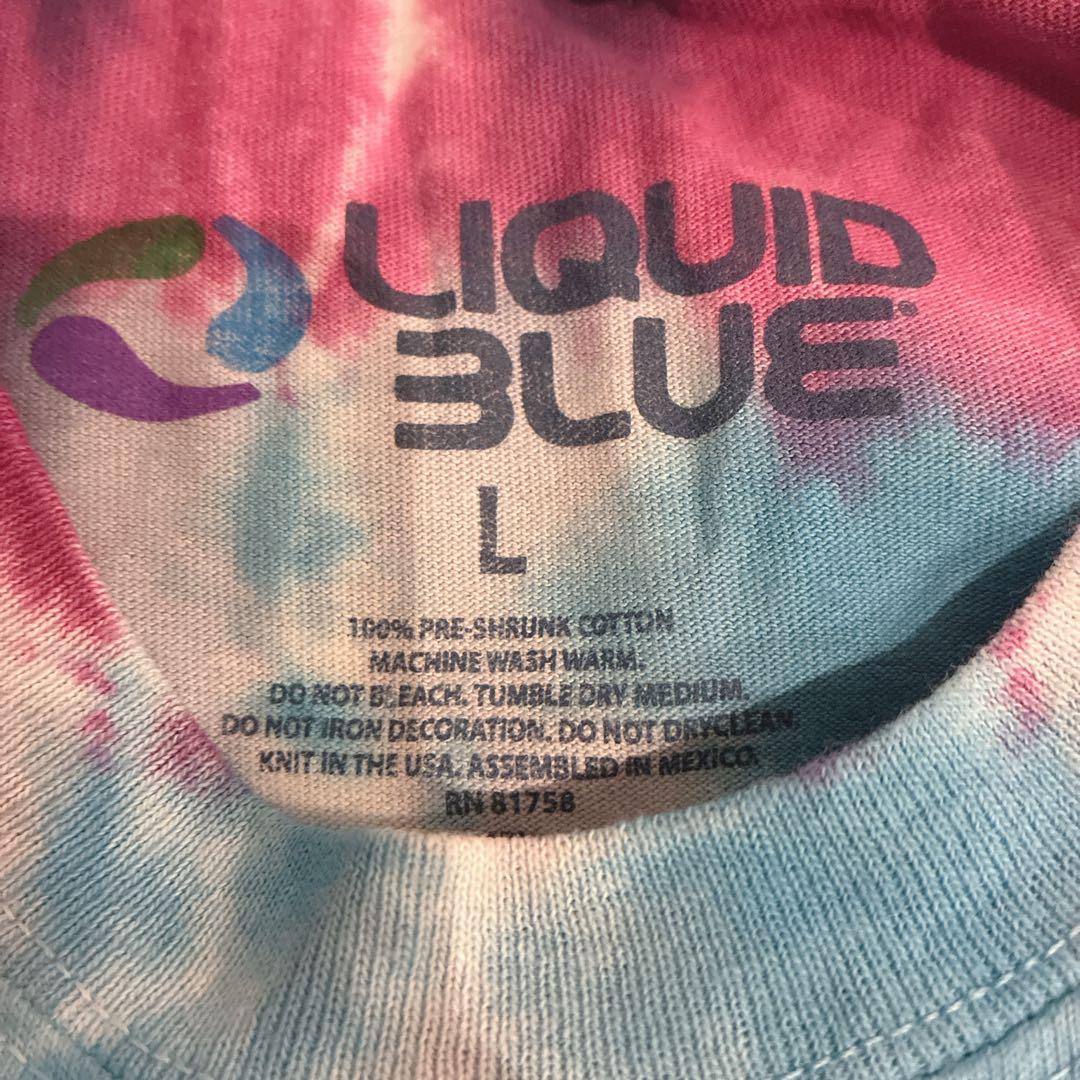 LIQUID
BLUE®
L
100% PRE-SHRUNK COTTON
MACHINE WASH WARM.
DO NOT BLEACH. TUMBLE DRY MEDIUM.
DO NOT IRON DECORATION. DO NOT DRYCLEAN.
KNIT IN THE USA. ASSEMBLED IN MEXICO.
RN 81758